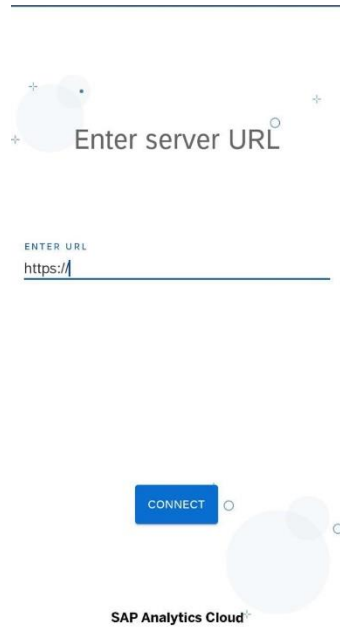 Enter server URL
ENTER URL
https://
CONNECT
SAP Analytics Cloud